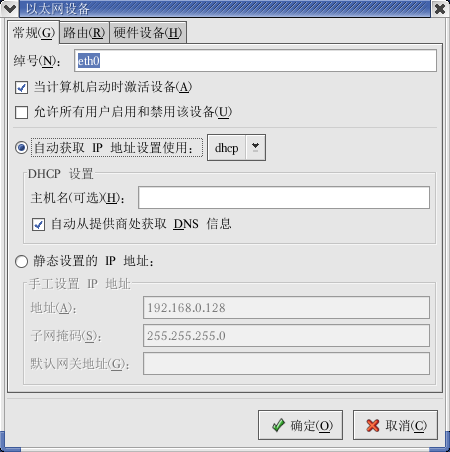 以太网设备
常规(G) 路由(R) 硬件设备(H)
绰号(N)： eth0
当计算机启动时激活设备(A)
允许所有用户启用和禁用该设备(U)
自动获取 IP 地址设置使用： dhcp
DHCP 设置
主机名(可选)(H)：
自动从提供商处获取 DNS 信息
静态设置的 IP 地址：
手工设置 IP 地址
地址(A)： 192.168.0.128
子网掩码(S)： 255.255.255.0
默认网关地址(G)：
确定(O) 取消(C)